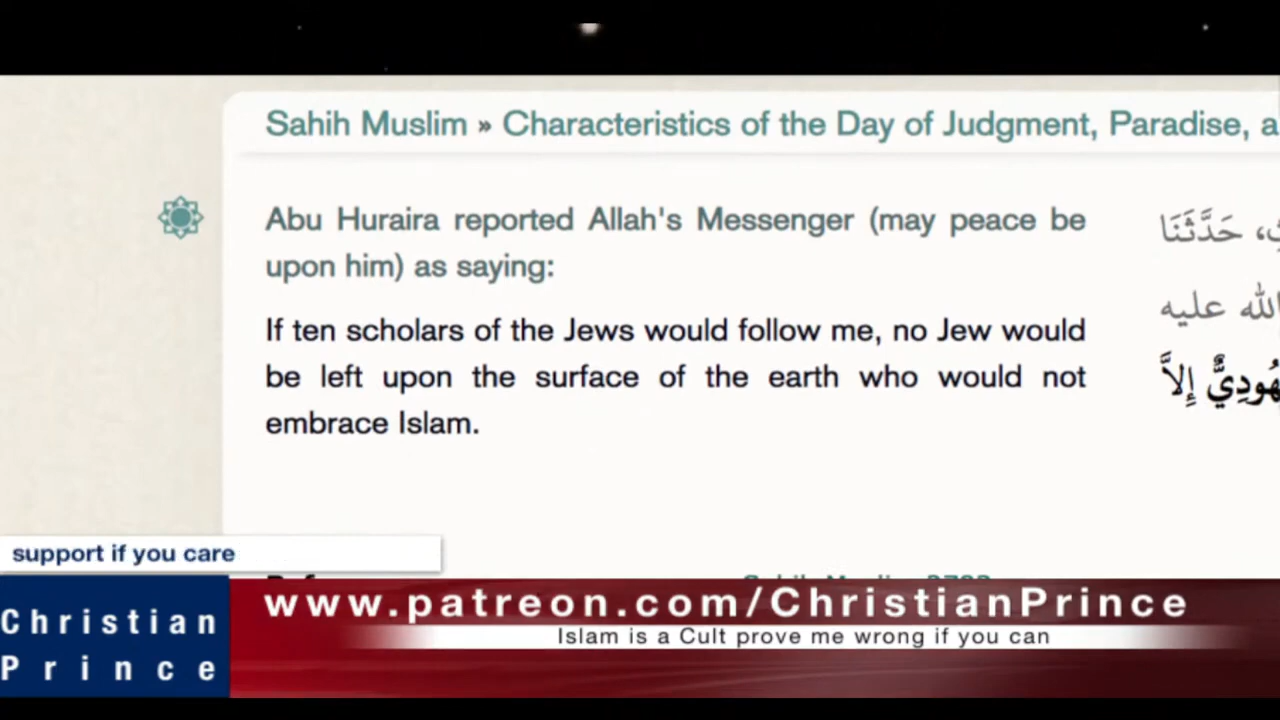 Sahih Muslim » Characteristics of the Day of Judgment, Paradise, a
Abu Huraira reported Allah's Messenger (may peace be
upon him) as saying:
If ten scholars of the Jews would follow me, no Jew would
be left upon the surface of the earth who would not
embrace Islam.
، حَدَّثَنَا
الله عليه
هُودِيٌّ إِلاَّ
support if you care
Christian
Prince
www.patreon.com/ChristianPrince
Islam is a Cult prove me wrong if you can